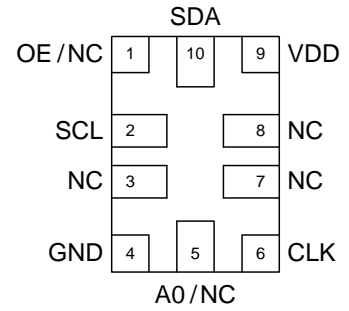 SDA
OE/NC 1 10 9 VDD
SCL 2 8 NC
NC 3 7 NC
GND 4 5 6 CLK
A0/NC